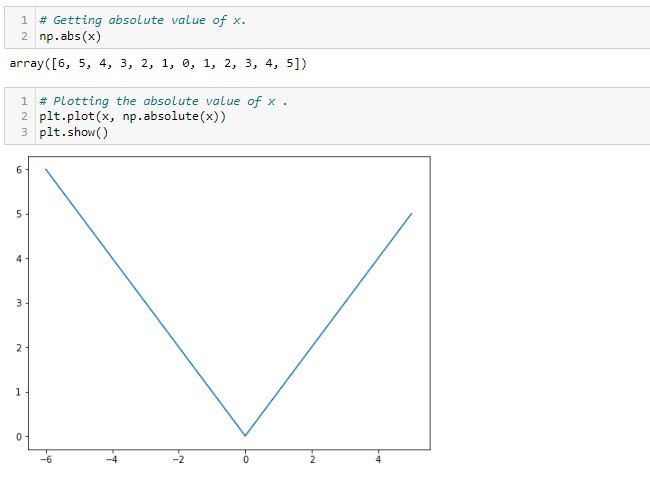 1 # Getting absolute value of x.
2 np.abs(x)
array([6, 5, 4, 3, 2, 1, 0, 1, 2, 3, 4, 5])
1 # Plotting the absolute value of x .
2 plt.plot(x, np.absolute(x))
3 plt.show()
6
5
4
3
2
1
0
−6 −4 −2 0 2 4